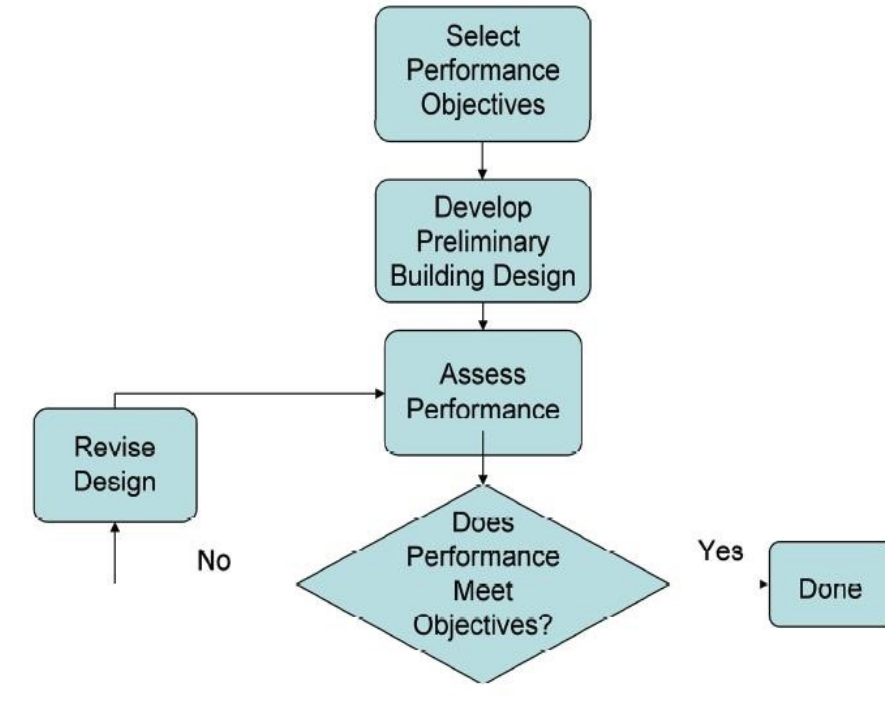 Select
Performance
Objectives
Develop
Preliminary
Building Design
Assess
Performance
Revise
Design
Does
Performance
Meet
Objectives?
No
Yes
Done